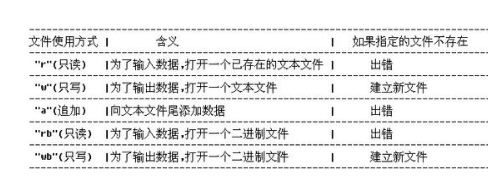 文件使用方式 | 含义 | 如果指定的文件不存在
"r"(只读) |为了输入数据,打开一个已存在的文本文件 | 出错
"w"(只写) |为了输出数据,打开一个文本文件 | 建立新文件
"a"(追加) |向文本文件尾添加数据 | 出错
"rb"(只读) |为了输入数据,打开一个二进制文件 | 出错
"wb"(只写) |为了输出数据,打开一个二进制文件 | 建立新文件